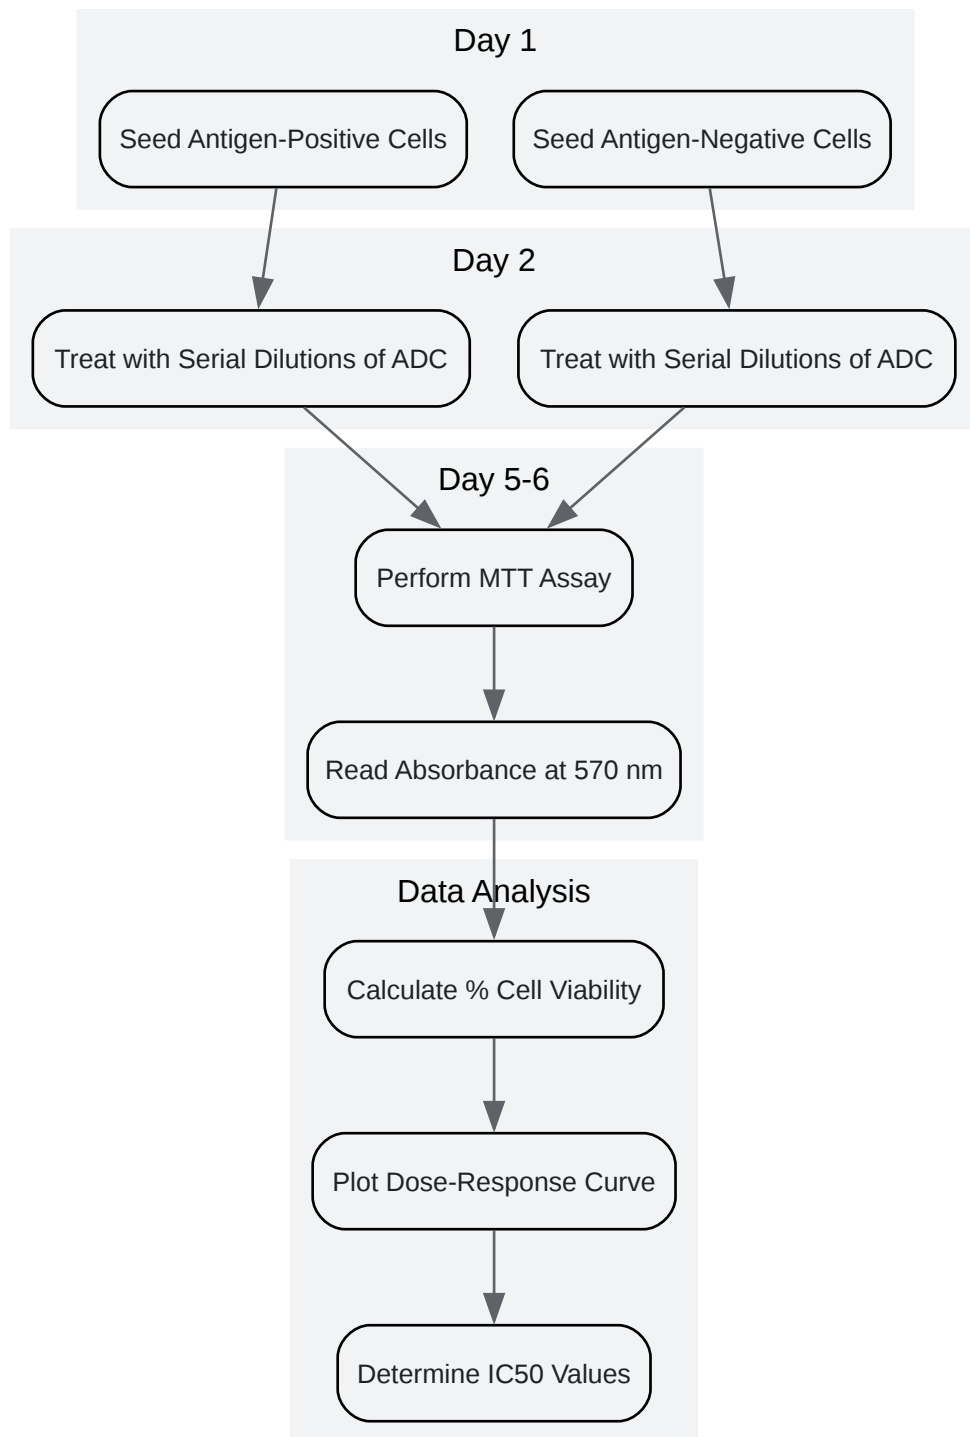 Day 1
Seed Antigen-Positive Cells
Seed Antigen-Negative Cells
Day 2
Treat with Serial Dilutions of ADC
Treat with Serial Dilutions of ADC
Day 5-6
Perform MTT Assay
Read Absorbance at 570 nm
Data Analysis
Calculate % Cell Viability
Plot Dose-Response Curve
Determine IC50 Values